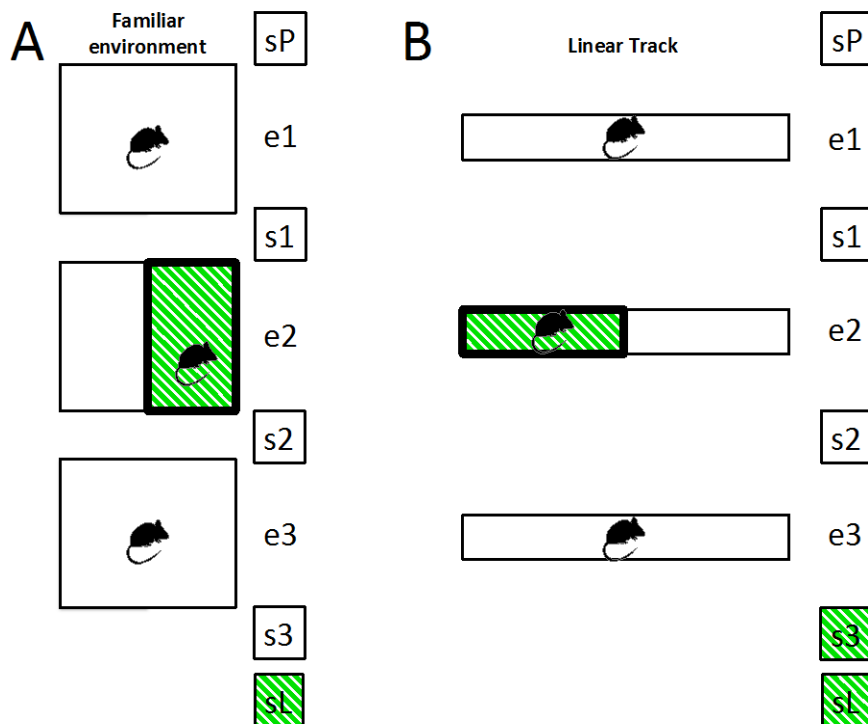 A
Familiar
environment
sP
e1
s1
e2
s2
e3
s3
sL
B
Linear Track
sP
e1
s1
e2
s2
e3
s3
sL